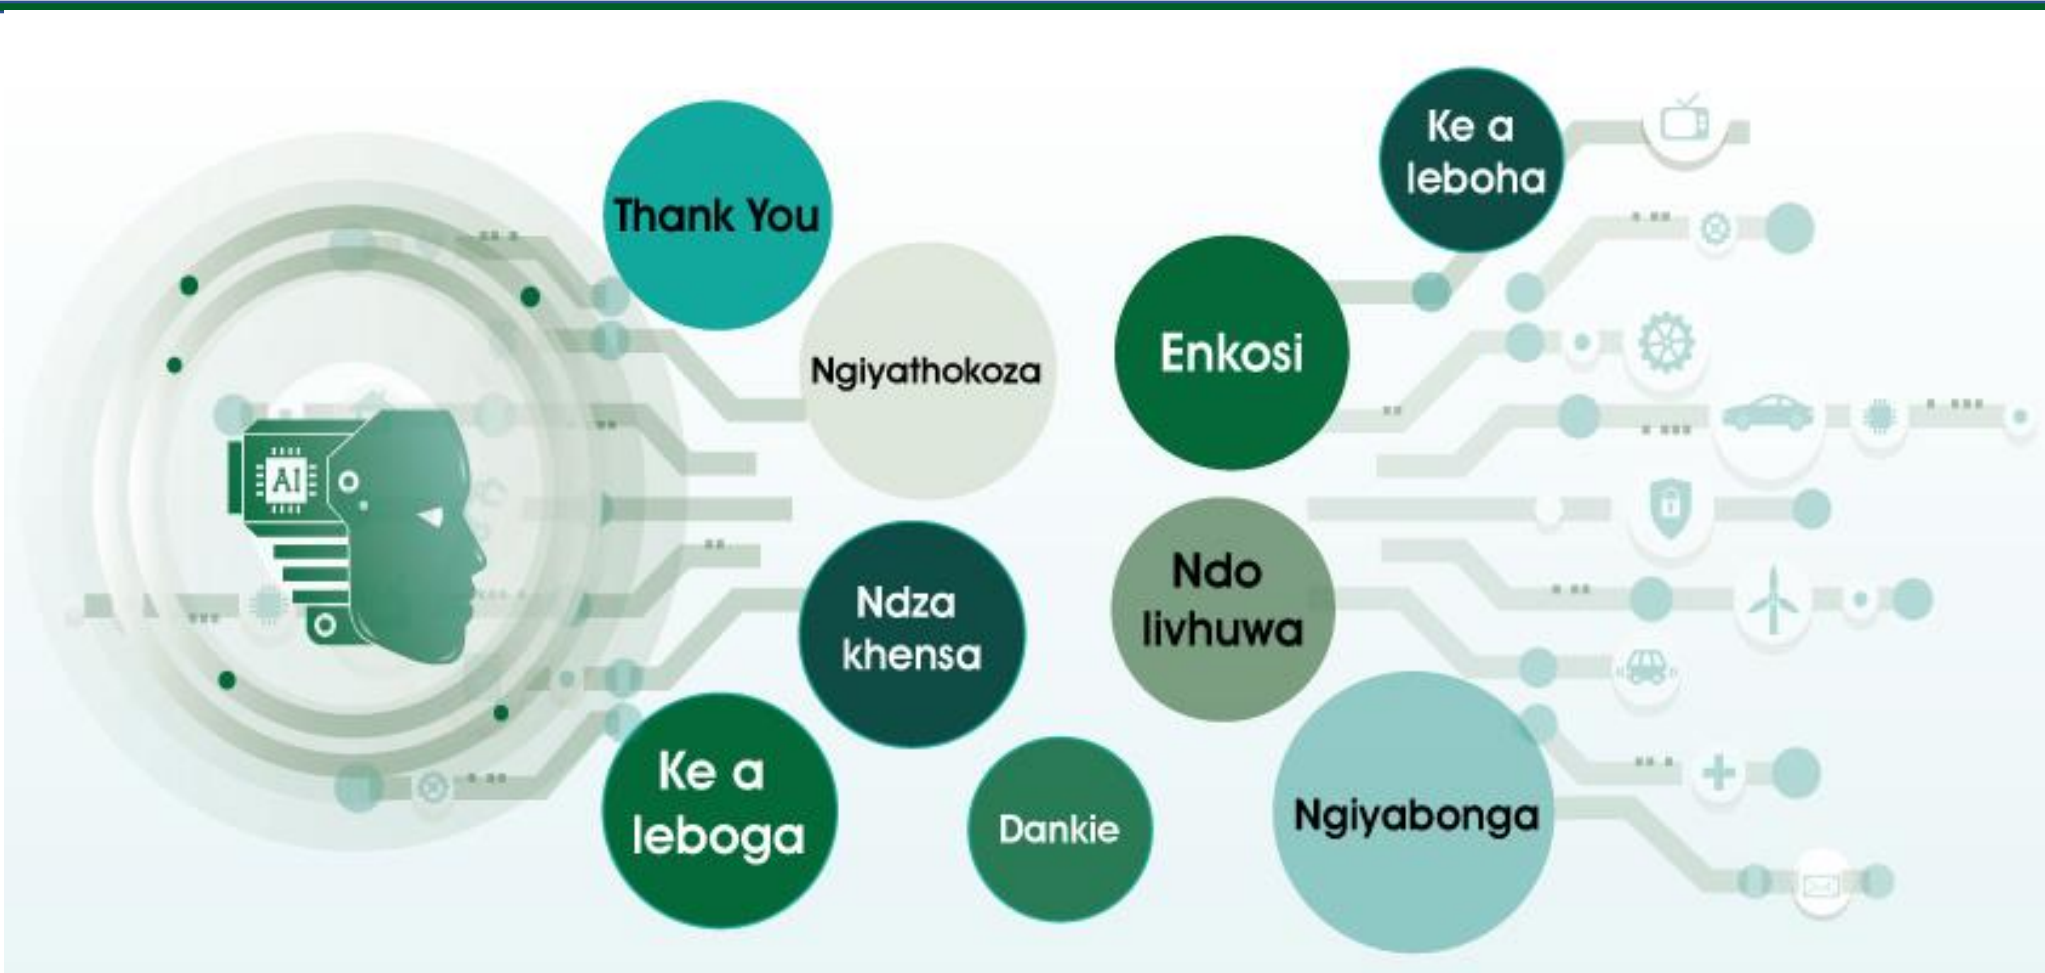 Thank You
Ngiyathokoza
Ke a
leboha
Enkosi
AI
Ndza
khensa
Ndo
livhuwa
Ke a
leboga
Dankie
Ngiyabonga